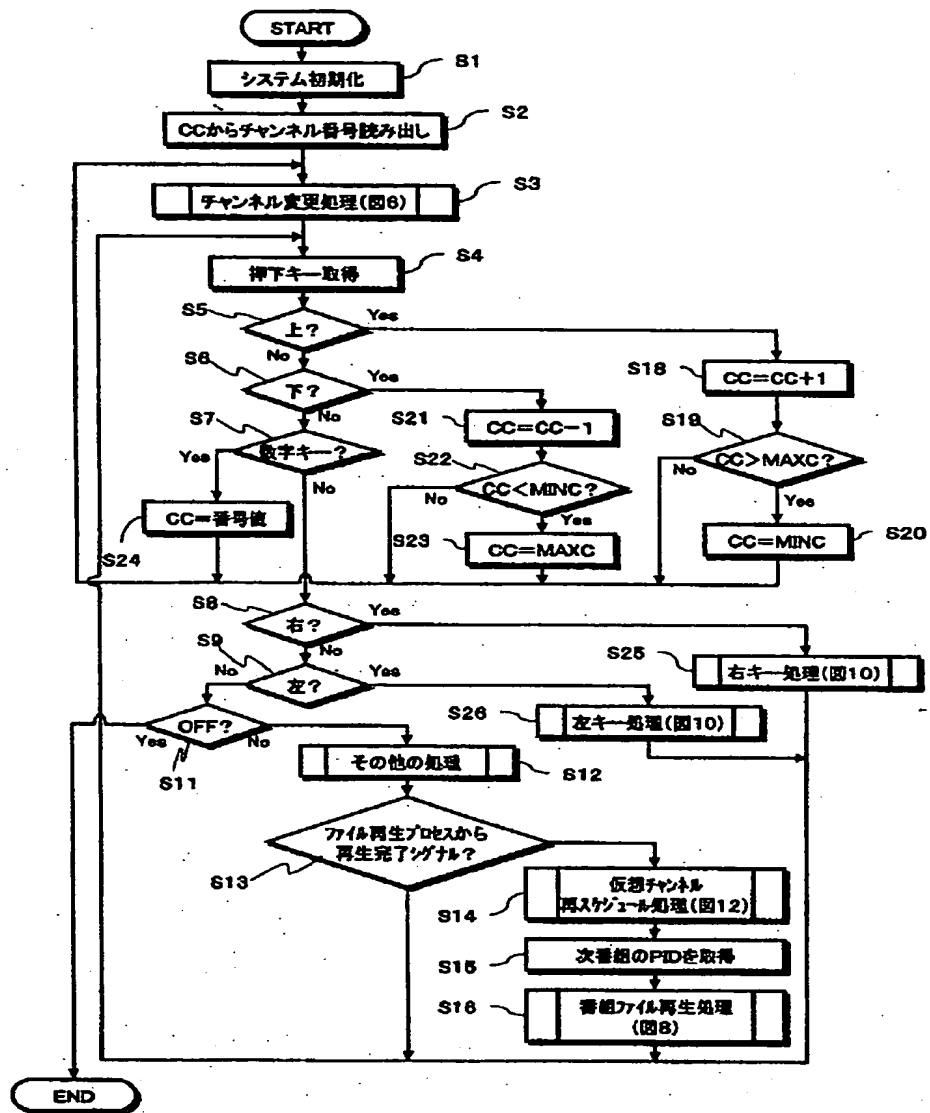 START
S1
システム初期化
S2
CCからチャンネル番号読み出し
S3
チャンネル変更処理(図6)
S4
押下キー取得
S5
上?
Yes
No
S6
下?
Yes
No
S18
CC=CC+1
S21
CC=CC-1
S7
数字キー?
Yes
No
S19
CC>MAXC?
No
Yes
S22
CC<MINC?
No
Yes
CC=番号値
S24
S23
CC=MAXC
CC=MINC
S20
S8
右?
Yes
No
S9
左?
No
Yes
S25
右キー処理(図10)
S26
左キー処理(図10)
OFF?
Yes
No
S11
その他の処理
S12
ファイル再生プロセスから
再生完了シグナル?
S13
S14
仮想チャンネル
再スケジュール処理(図12)
S15
次番組のPIDを取得
S16
番組ファイル再生処理
(図8)
END